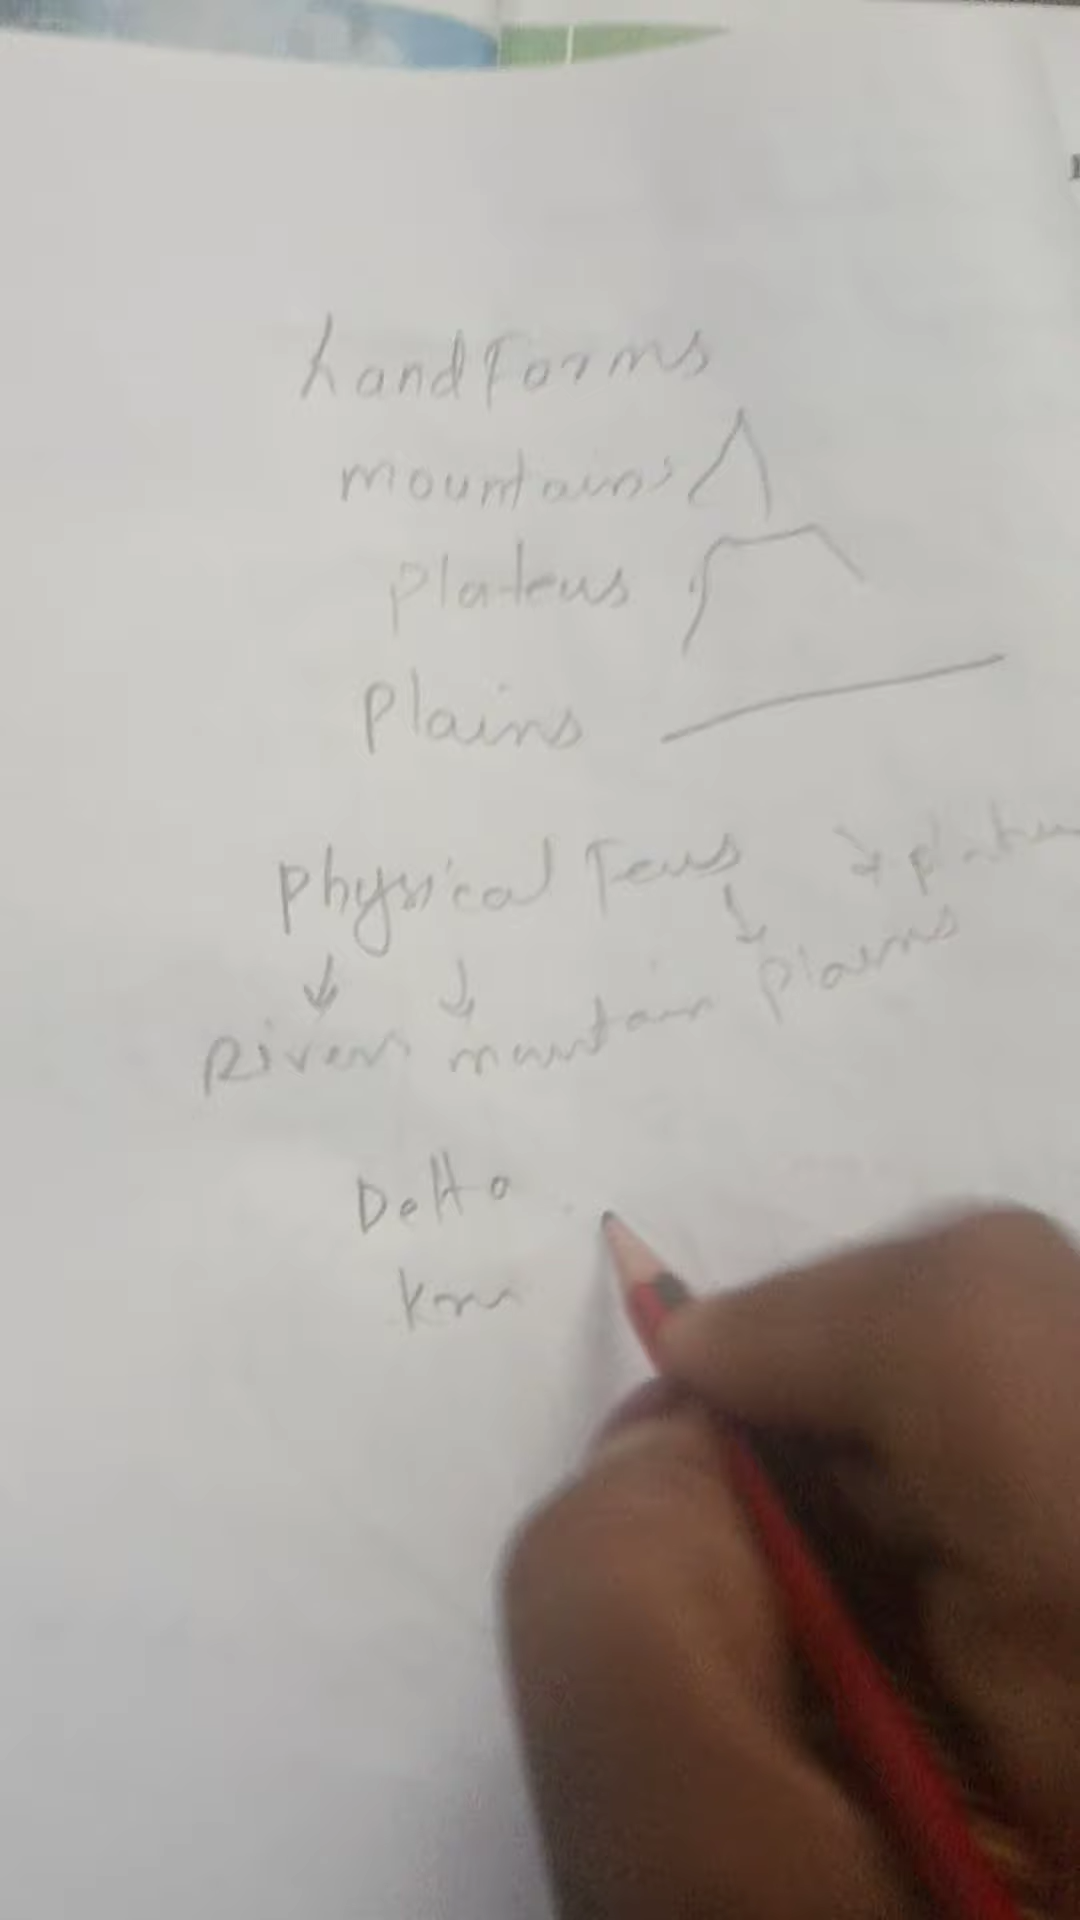 LandForms
mountains
plateus
plains
physical Feus
plains
Rivers mountain
Delta